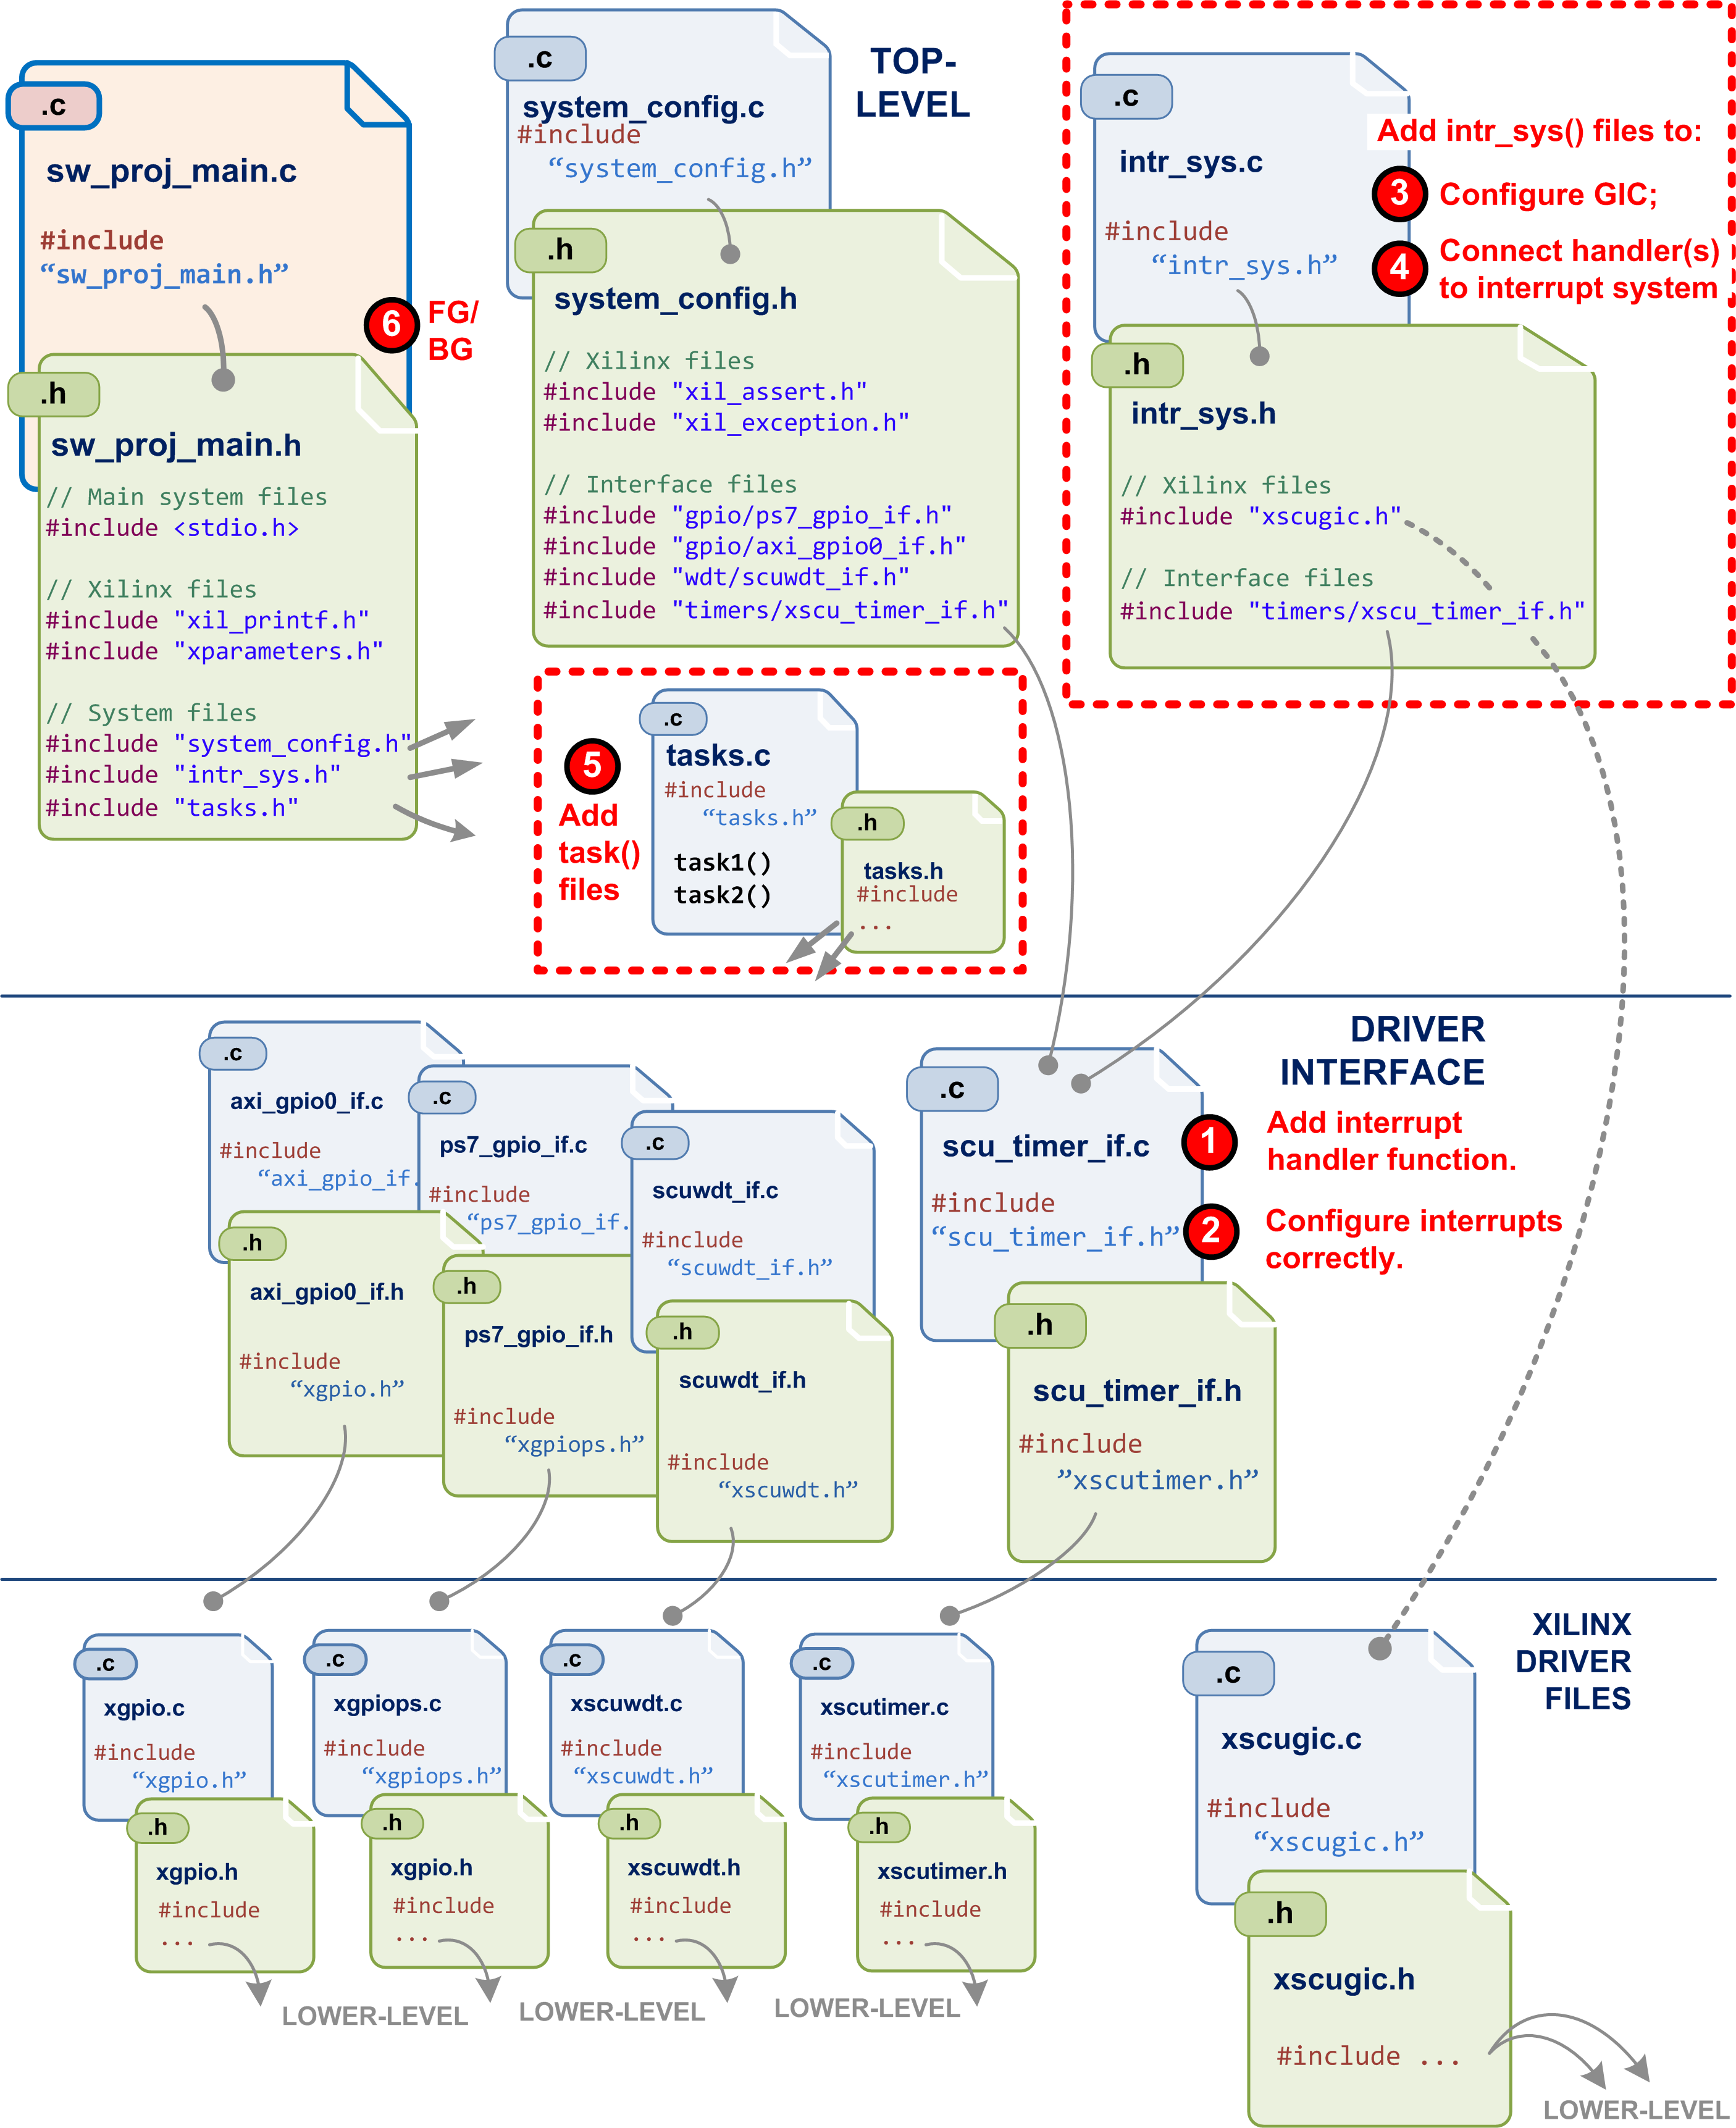 .c
sw_proj_main.c
#include
“sw_proj_main.h”
6
FG/
BG
.h
sw_proj_main.h
// Main system files
#include <stdio.h>
// Xilinx files
#include "xil_printf.h"
#include "xparameters.h"
// System files
#include "system_config.h"
#include "intr_sys.h"
#include "tasks.h"
.c
system_config.c
#include
“system_config.h”
TOP-
LEVEL
.h
system_config.h
// Xilinx files
#include "xil_assert.h"
#include "xil_exception.h"
// Interface files
#include "gpio/ps7_gpio_if.h"
#include "gpio/axi_gpio0_if.h"
#include "wdt/scuwdt_if.h"
#include "timers/xscu_timer_if.h"
.c
intr_sys.c
#include
“intr_sys.h”
Add intr_sys() files to:
3
Configure GIC;
4
Connect handler(s)
to interrupt system
.h
intr_sys.h
// Xilinx files
#include "xscugic.h"
// Interface files
#include "timers/xscu_timer_if.h"
5
Add
task()
files
.c
tasks.c
#include
“tasks.h”
task1()
task2()
.h
tasks.h
#include
...
DRIVER
INTERFACE
.c
axi_gpio0_if.c
#include
“axi_gpio_if.
.h
axi_gpio0_if.h
#include
“xgpio.h”
.c
ps7_gpio_if.c
#include
“ps7_gpio_if.
.h
ps7_gpio_if.h
#include
“xgpiops.h”
.c
scuwdt_if.c
#include
“scuwdt_if.h”
.h
scuwdt_if.h
#include
“xscuwdt.h”
.c
scu_timer_if.c
#include
“scu_timer_if.h”
1
Add interrupt
handler function.
2
Configure interrupts
correctly.
.h
scu_timer_if.h
#include
”xscutimer.h”
XILINX
DRIVER
FILES
.c
xgpio.c
#include
“xgpio.h”
.h
xgpio.h
#include
...
LOWER-LEVEL
.c
xgpiops.c
#include
“xgpiops.h”
.h
xgpio.h
#include
...
LOWER-LEVEL
.c
xscuwdt.c
#include
“xscuwdt.h”
.h
xscuwdt.h
#include
...
LOWER-LEVEL
.c
xscutimer.c
#include
“xscutimer.h”
.h
xscutimer.h
#include
...
.c
xscugic.c
#include
“xscugic.h”
.h
xscugic.h
#include ...
LOWER-LEVEL